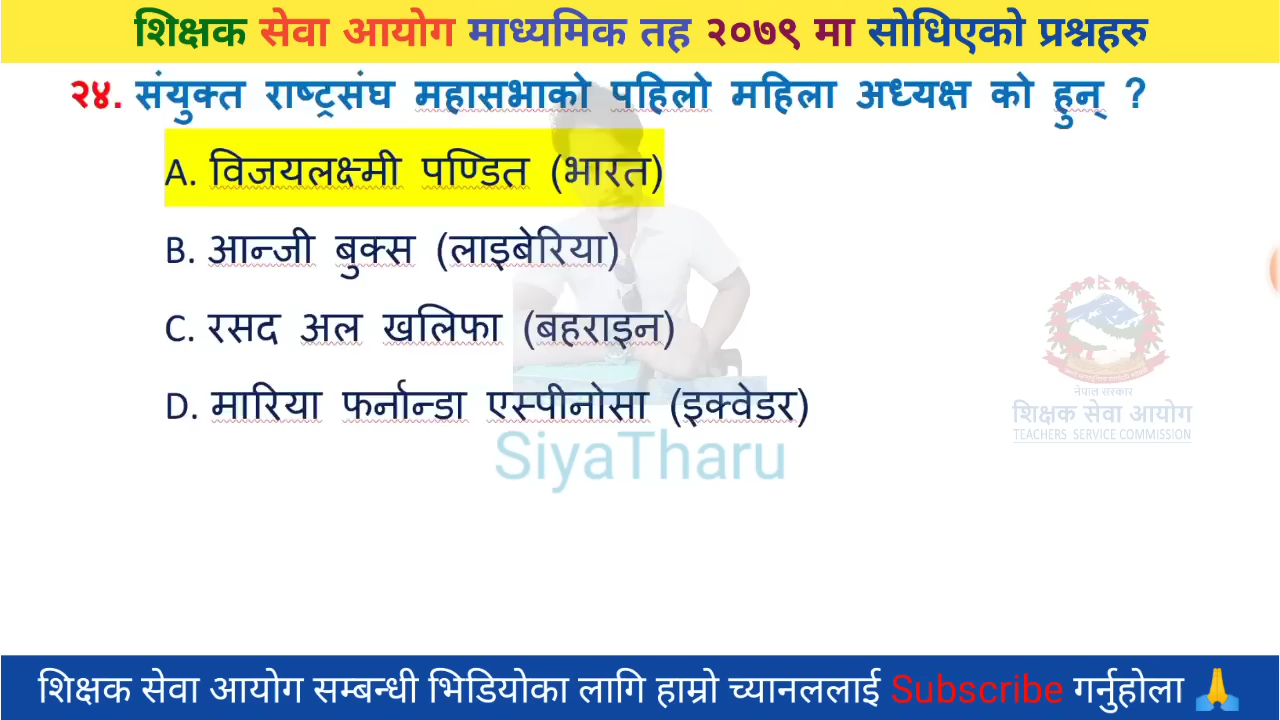 शिक्षक सेवा आयोग माध्यमिक तह २०७९ मा सोधिएको प्रश्नहरु
२४. संयुक्त राष्ट्रसंघ महासभाको पहिलो महिला अध्यक्ष को हुन् ?
A. विजयलक्ष्मी पण्डित (भारत)
B. आन्जी बुक्स (लाइबेरिया)
C. रसद अल खलिफा (बहराइन)
D. मारिया फर्नान्डा एस्पीनोसा (इक्वेडर)
नेपाल सरकार
शिक्षक सेवा आयोग
TEACHERS SERVICE COMMISSION
SiyaTharu
शिक्षक सेवा आयोग सम्बन्धी भिडियोका लागि हाम्रो च्यानललाई Subscribe गर्नुहोला 🙏